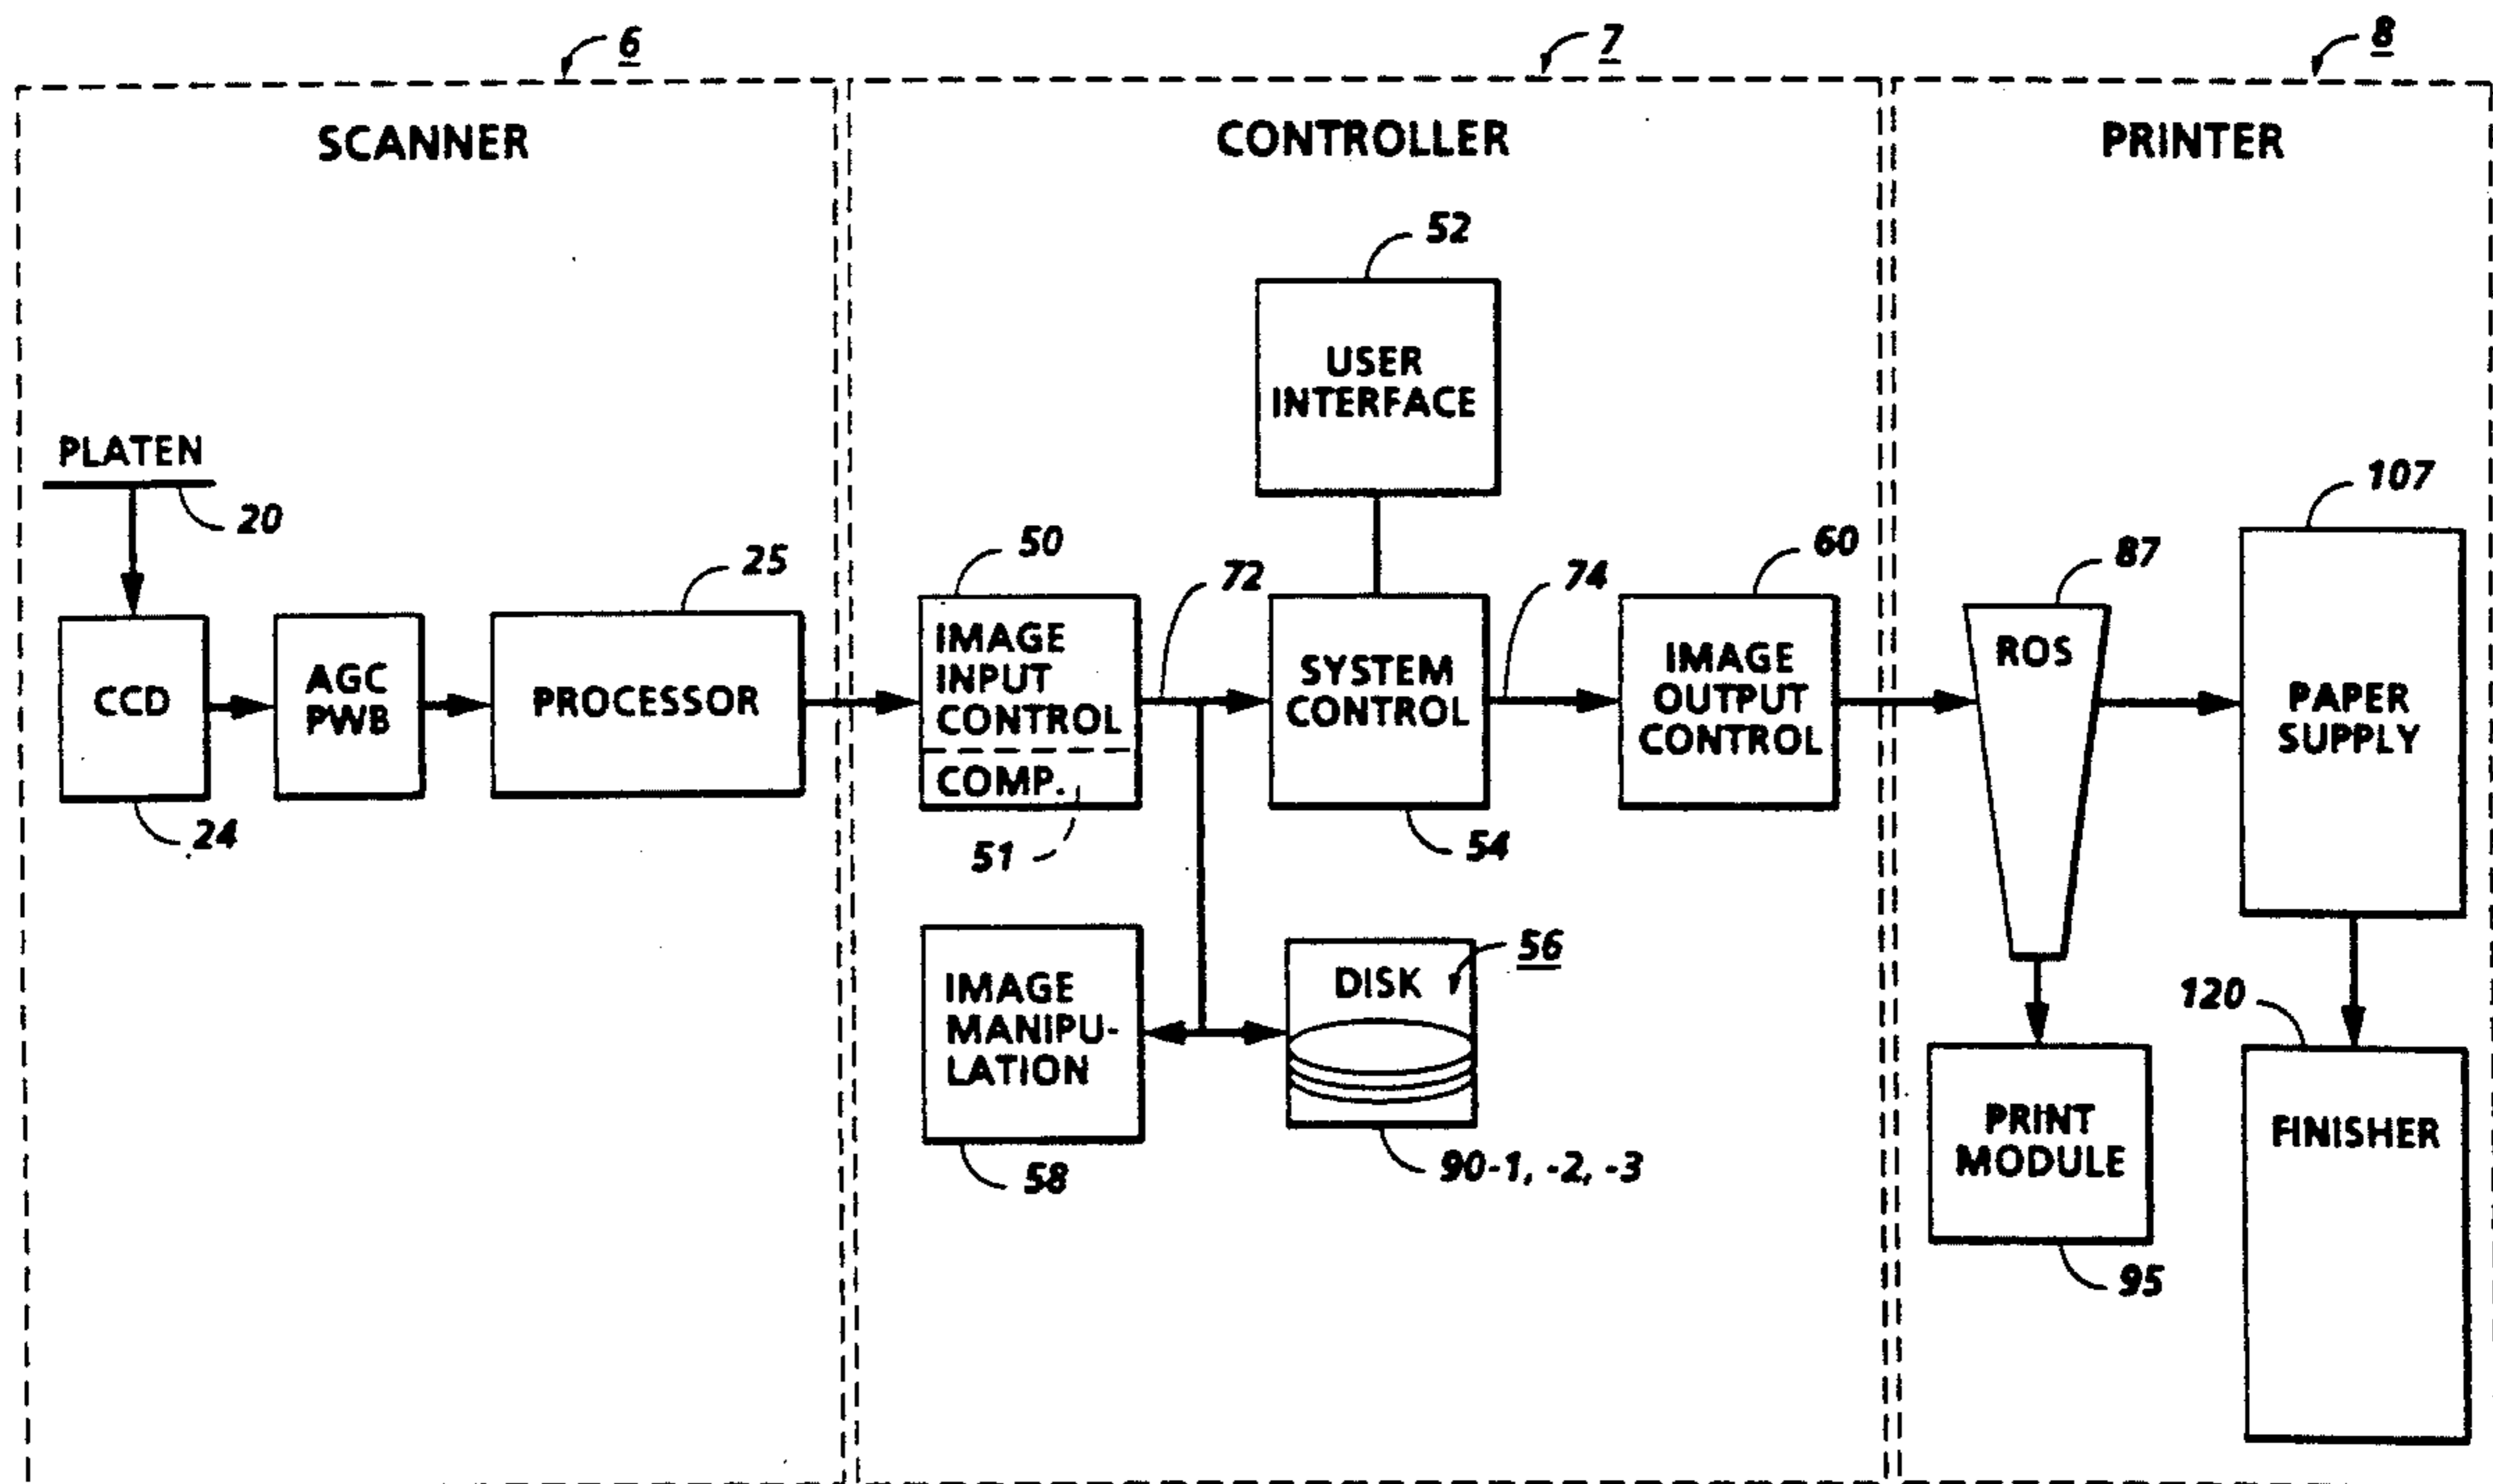 6
7
8
SCANNER
CONTROLLER
PRINTER
52
USER
INTERFACE
PLATEN
20
107
25
50
72
74
60
87
CCD
24
AGC
PWB
PROCESSOR
IMAGE
INPUT
CONTROL
COMP.
51
SYSTEM
CONTROL
54
IMAGE
OUTPUT
CONTROL
ROS
PAPER
SUPPLY
IMAGE
MANIPU-
LATION
58
DISK
56
90-1, -2, -3
120
PRINT
MODULE
95
FINISHER